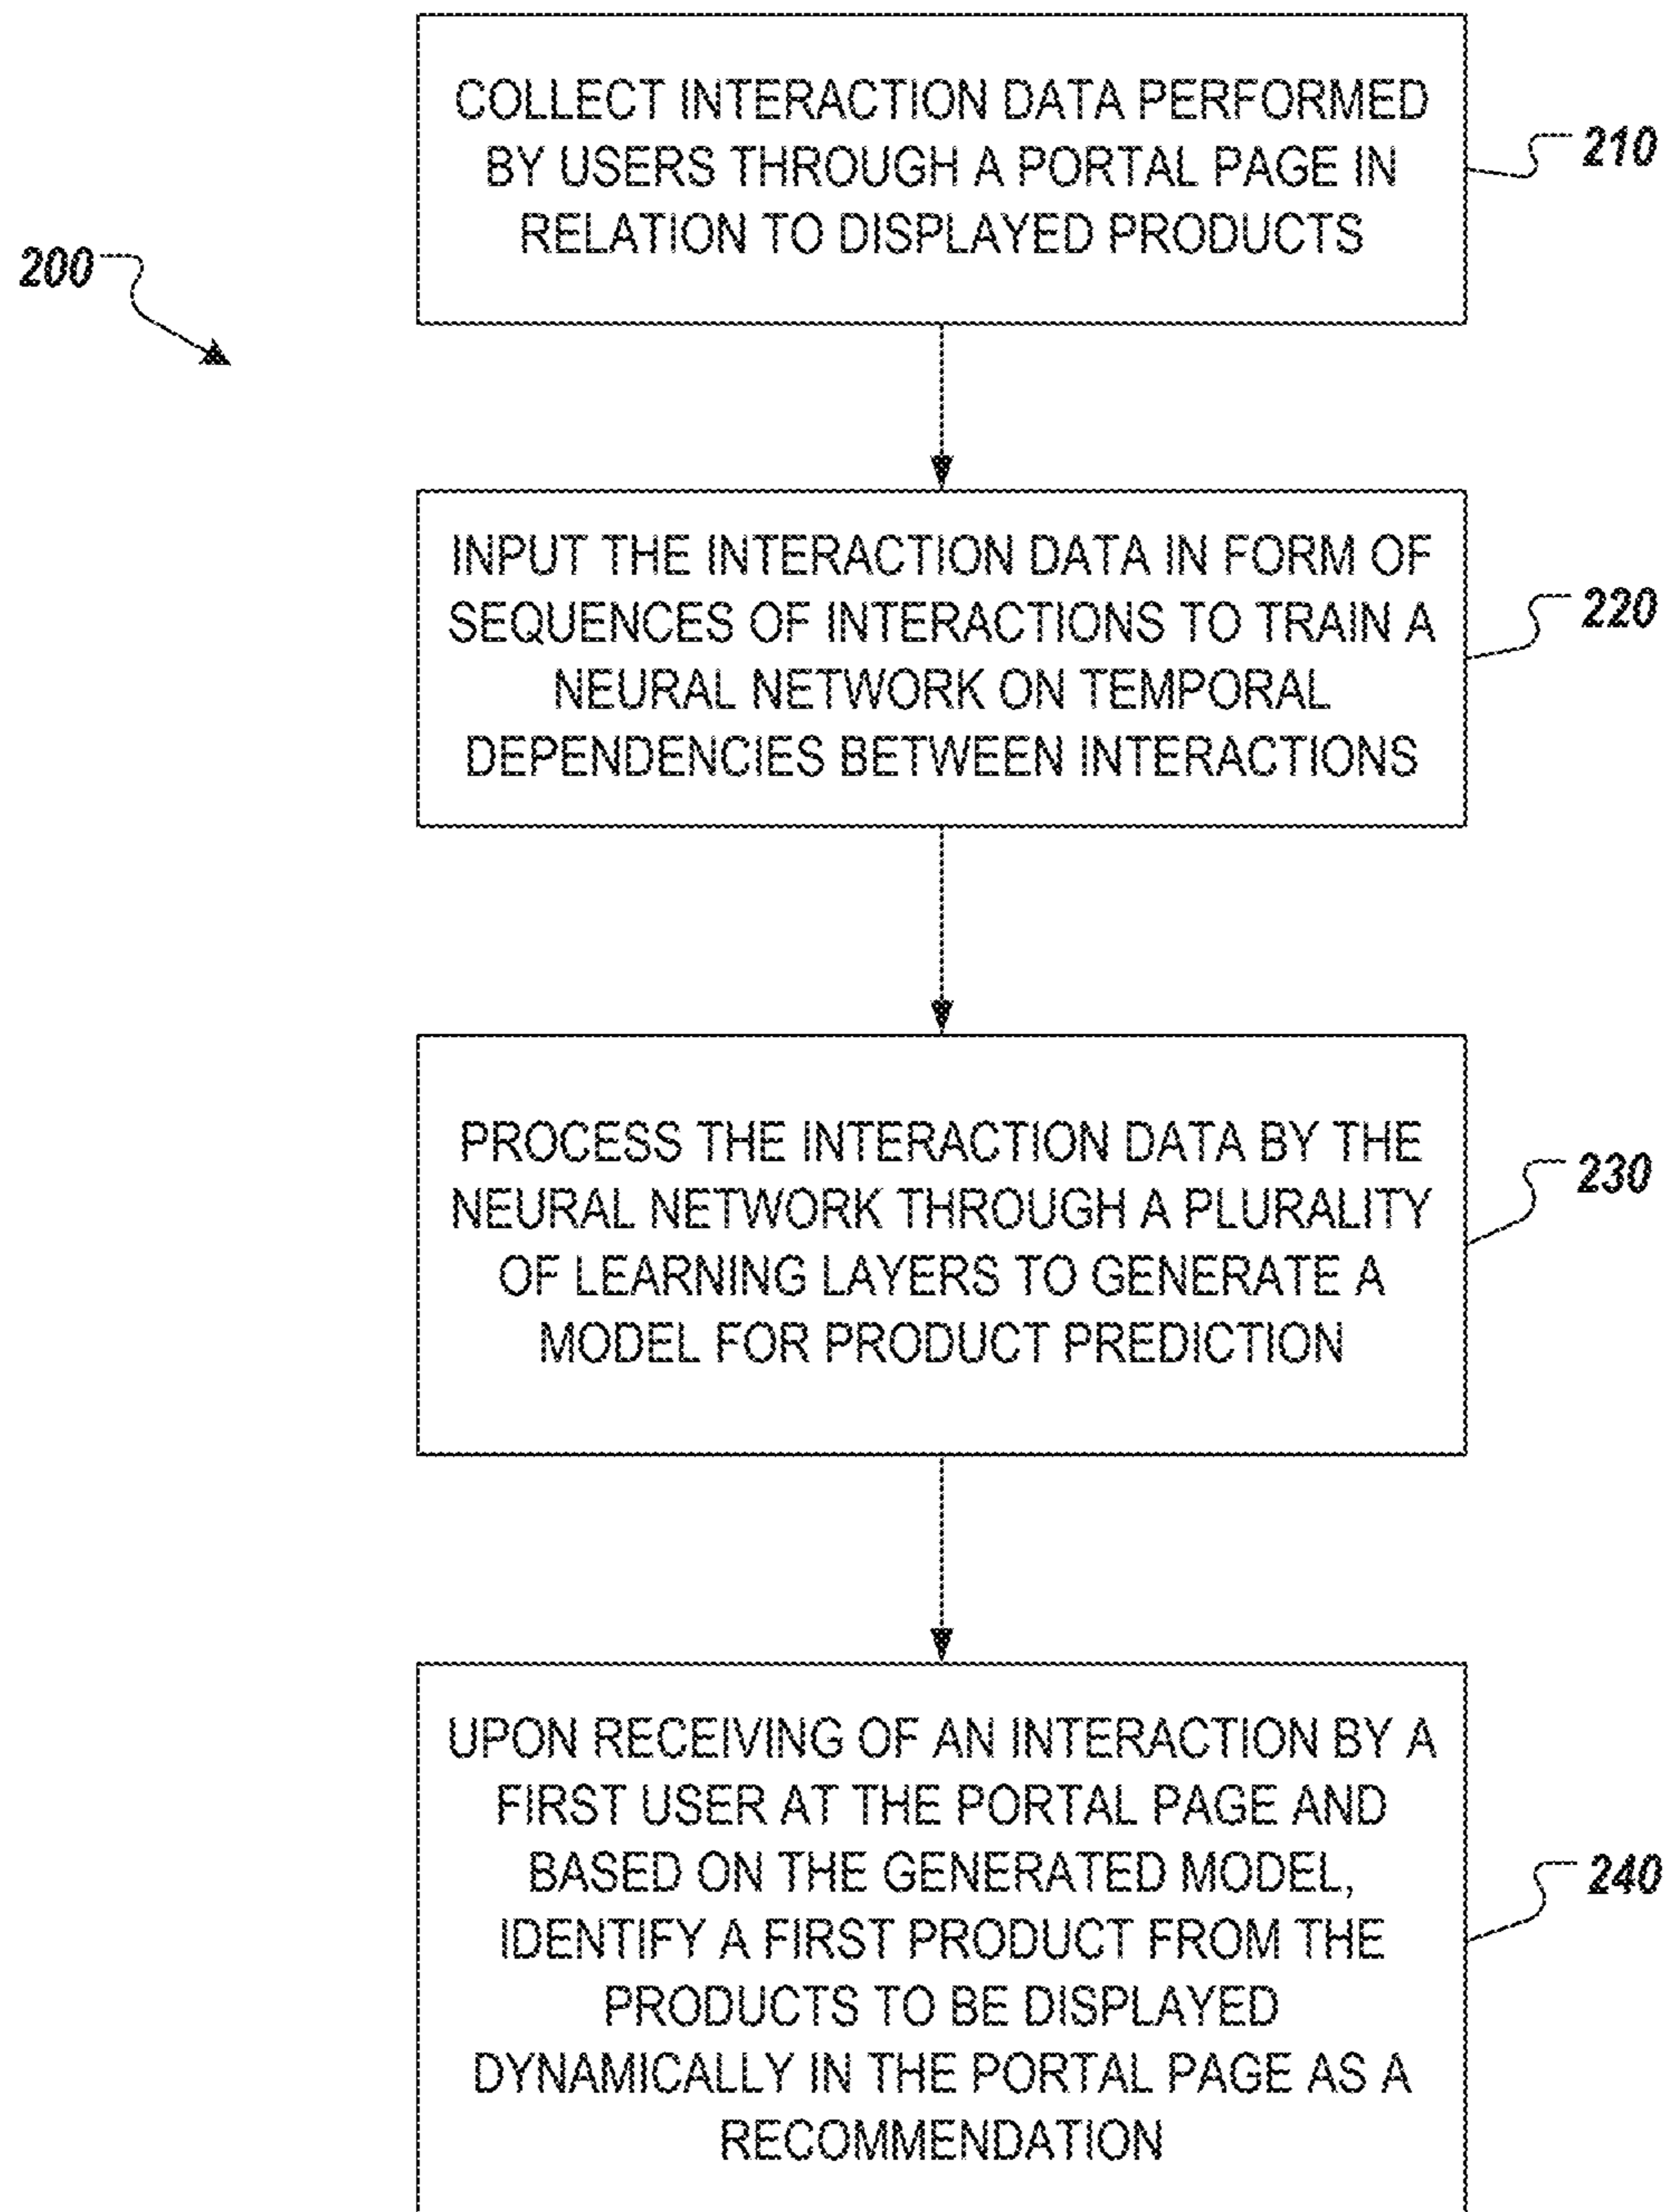 COLLECT INTERACTION DATA PERFORMED
BY USERS THROUGH A PORTAL PAGE IN
RELATION TO DISPLAYED PRODUCTS
210
200
INPUT THE INTERACTION DATA IN FORM OF
SEQUENCES OF INTERACTIONS TO TRAIN A
NEURAL NETWORK ON TEMPORAL
DEPENDENCIES BETWEEN INTERACTIONS
220
PROCESS THE INTERACTION DATA BY THE
NEURAL NETWORK THROUGH A PLURALITY
OF LEARNING LAYERS TO GENERATE A
MODEL FOR PRODUCT PREDICTION
230
UPON RECEIVING OF AN INTERACTION BY A
FIRST USER AT THE PORTAL PAGE AND
BASED ON THE GENERATED MODEL,
IDENTIFY A FIRST PRODUCT FROM THE
PRODUCTS TO BE DISPLAYED
DYNAMICALLY IN THE PORTAL PAGE AS A
RECOMMENDATION
240